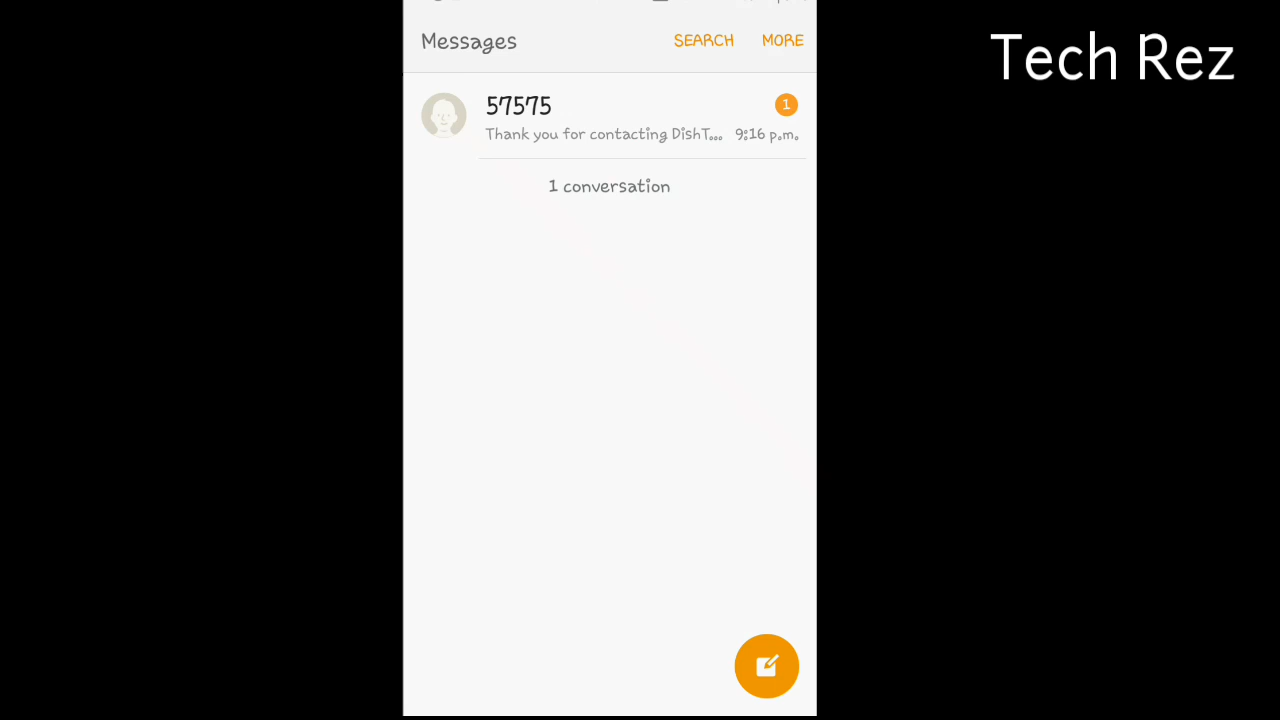 Tech Rez
Messages SEARCH MORE
57575 1
Thank you for contacting DishT... 9:16 p.m.
1 conversation